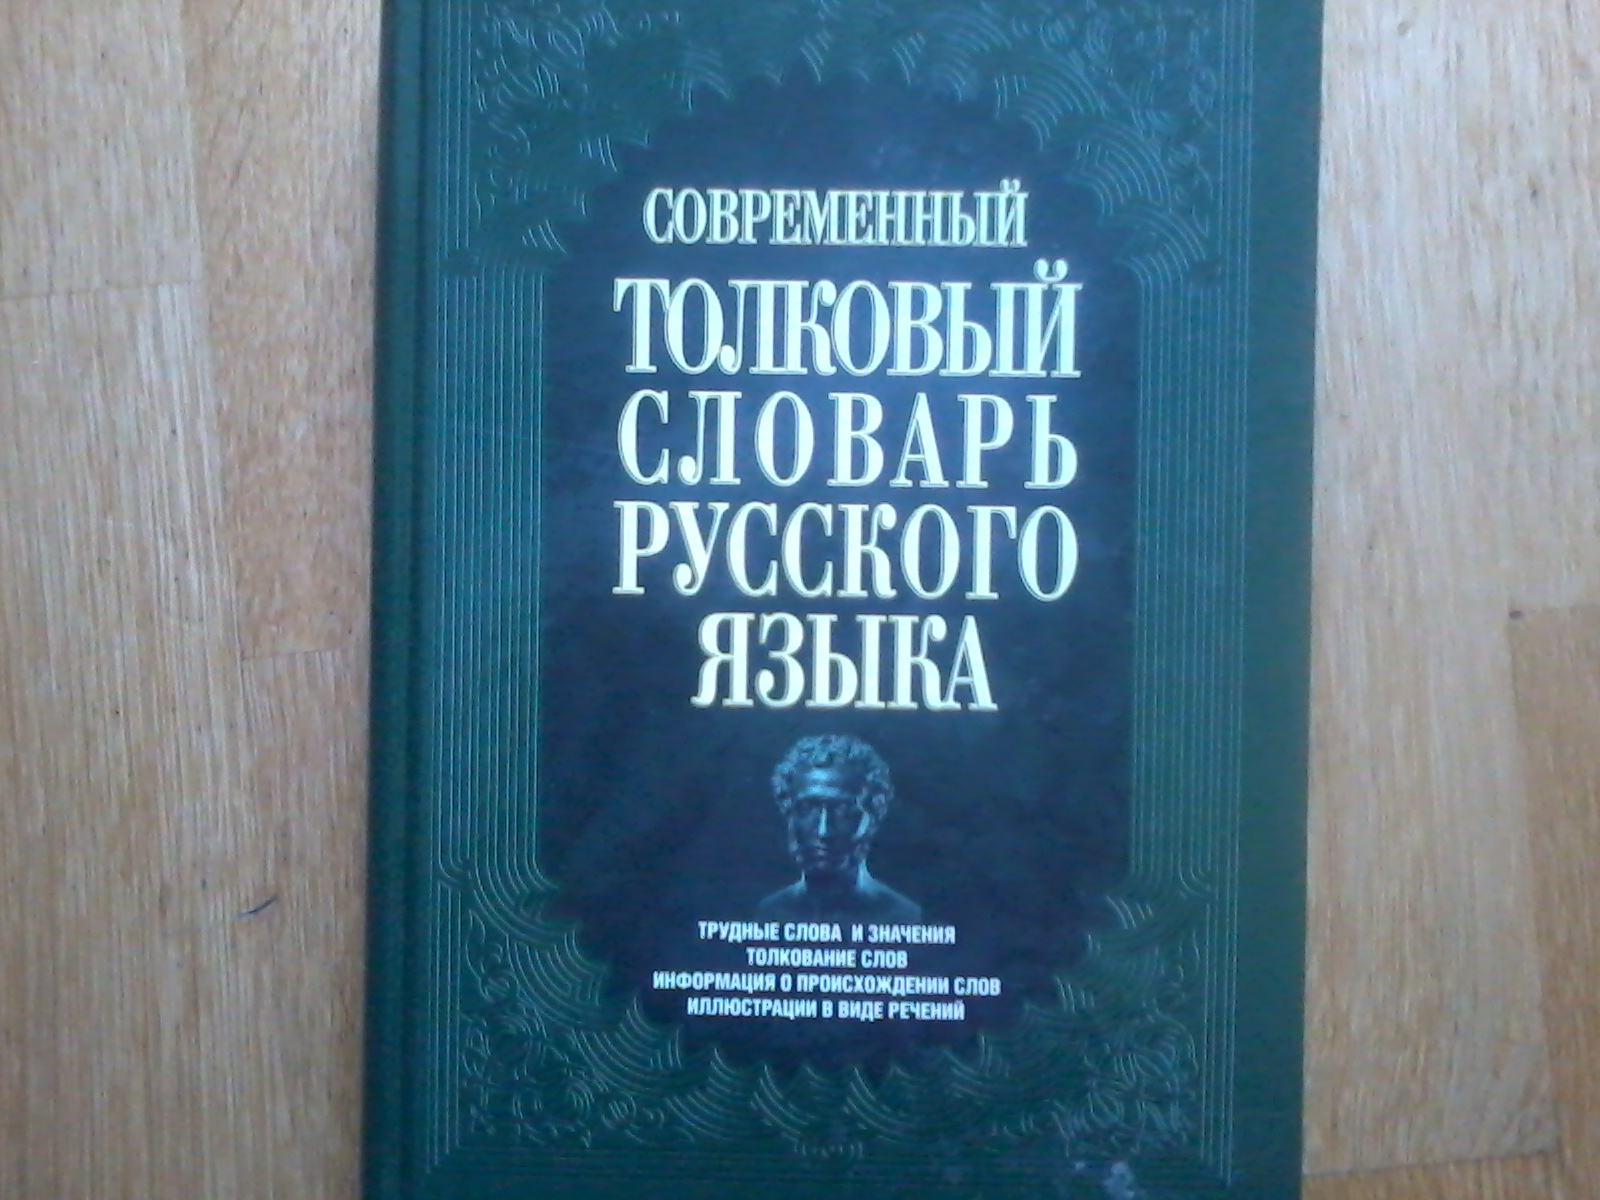 СОВРЕМЕННЫЙ
ТОЛКОВЫЙ
СЛОВАРЬ
РУССКОГО
ЯЗЫКА
ТРУДНЫЕ СЛОВА И ЗНАЧЕНИЯ
ТОЛКОВАНИЕ СЛОВ
ИНФОРМАЦИЯ О ПРОИСХОЖДЕНИИ СЛОВ
ИЛЛЮСТРАЦИИ В ВИДЕ РЕЧЕНИЙ